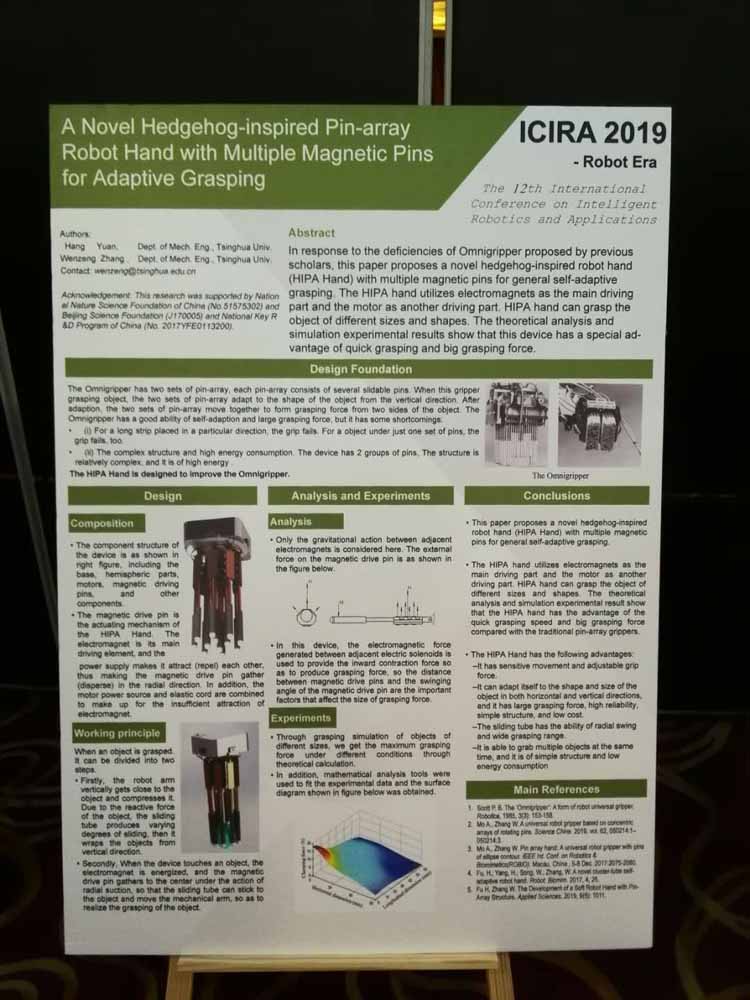 A Novel Hedgehog-inspired Pin-array
Robot Hand with Multiple Magnetic Pins
for Adaptive Grasping
ICIRA 2019
- Robot Era
The 12th International
Conference on Intelligent
Robotics and Applications
Authors:
Hang Yuan, Dept. of Mech. Eng., Tsinghua Univ.
Wenzeng Zhang, Dept. of Mech. Eng., Tsinghua Univ.
Contact: wenzeng@tsinghua.edu.cn
Acknowledgement: This research was supported by Nation
al Nature Science Foundation of China (No.51575302) and
Beijing Science Foundation (J170005) and National Key R
&D Program of China (No. 2017YFE0113200).
Abstract
In response to the deficiencies of Omnigripper proposed by previous
scholars, this paper proposes a novel hedgehog-inspired robot hand
(HIPA Hand) with multiple magnetic pins for general self-adaptive
grasping. The HIPA hand utilizes electromagnets as the main driving
part and the motor as another driving part. HIPA hand can grasp the
object of different sizes and shapes. The theoretical analysis and
simulation experimental results show that this device has a special ad-
vantage of quick grasping and big grasping force.
Design Foundation
The Omnigripper has two sets of pin-array, each pin-array consists of several slidable pins. When this gripper
grasping object, the two sets of pin-array adapt to the shape of the object from the vertical direction. After
adaption, the two sets of pin-array move together to form grasping force from two sides of the object. The
Omnigripper has a good ability of self-adaption and large grasping force, but it has some shortcomings:
• (i) For a long strip placed in a particular direction, the grip fails. For a object under just one set of pins, the
grip fails, too.
• (ii) The complex structure and high energy consumption. The device has 2 groups of pins, The structure is
relatively complex, and it is of high energy .
The HIPA Hand is designed to improve the Omnigripper.
The Omnigripper
Design
Composition
• The component structure of
the device is as shown in
right figure, including the
base, hemispheric parts,
motors, magnetic driving
pins, and other
components.
• The magnetic drive pin is
the actuating mechanism of
the HIPA Hand. The
electromagnet is its main
driving element, and the
power supply makes it attract (repel) each other,
thus making the magnetic drive pin gather
(disperse) in the radial direction. In addition, the
motor power source and elastic cord are combined
to make up for the insufficient attraction of
electromagnet.
Working principle
When an object is grasped.
It can be divided into two
steps.
• Firstly, the robot arm
vertically gets close to the
object and compresses it.
Due to the reactive force
of the object, the sliding
tube produces varying
degrees of sliding, then it
wraps the objects from
vertical direction.
• Secondly, When the device touches an object, the
electromagnet is energized, and the magnetic
drive pin gathers to the center under the action of
radial suction, so that the sliding tube can stick to
the object and move the mechanical arm, so as to
realize the grasping of the object.
Analysis and Experiments
Analysis
• Only the gravitational action between adjacent
electromagnets is considered here. The external
force on the magnetic drive pin is as shown in
the figure below.
• In this device, the electromagnetic force
generated between adjacent electric solenoids is
used to provide the inward contraction force so
as to produce grasping force, so the distance
between magnetic drive pins and the swinging
angle of the magnetic drive pin are the important
factors that affect the size of grasping force.
Experiments
• Through grasping simulation of objects of
different sizes, we get the maximum grasping
force under different conditions through
theoretical calculation.
• In addition, mathematical analysis tools were
used to fit the experimental data and the surface
diagram shown in figure below was obtained.
Conclusions
• This paper proposes a novel hedgehog-inspired
robot hand (HIPA Hand) with multiple magnetic
pins for general self-adaptive grasping.
• The HIPA hand utilizes electromagnets as the
main driving part and the motor as another
driving part. HIPA hand can grasp the object of
different sizes and shapes. The theoretical
analysis and simulation experimental result show
that the HIPA hand has the advantage of the
quick grasping speed and big grasping force
compared with the traditional pin-array grippers.
• The HIPA Hand has the following advantages:
–It has sensitive movement and adjustable grip
force.
–It can adapt itself to the shape and size of the
object in both horizontal and vertical directions,
and it has large grasping force, high reliability,
simple structure, and low cost.
–The sliding tube has the ability of radial swing
and wide grasping range.
–It is able to grab multiple objects at the same
time, and it is of simple structure and low
energy consumption
Main References
1. Scott P. B. The 'Omnigripper': A form of robot universal gripper.
Robotica, 1985, 3(3): 153-158.
2. Mo A., Zhang W. A universal robot gripper based on concentric
arrays of rotating pins. Science China. 2019, vol. 62, 050214:1-
050214:3.
3. Mo A., Zhang W. Pin array hand: A universal robot gripper with pins
of ellipse contour. IEEE Int. Conf. on Robotics &
Biomimetics(ROBIO). Macau, China, 5-8 Dec, 2017:2075-2080.
4. Fu, H., Yang, H., Song, W., Zhang, W. A novel cluster-tube self-
adaptive robot hand. Robot. Biomim. 2017, 4, 25.
5. Fu H, Zhang W. The Development of a Soft Robot Hand with Pin-
Array Structure. Applied Sciences, 2019, 9(5): 1011.